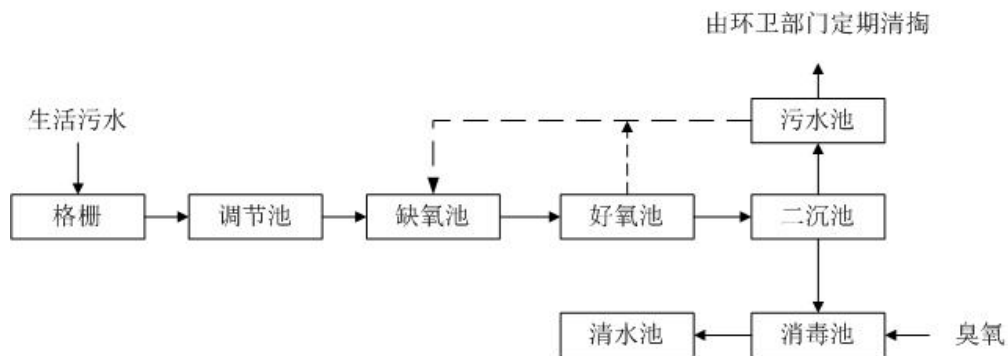 由环卫部门定期清掏
生活污水
污水池
格栅
调节池
缺氧池
好氧池
二沉池
清水池
消毒池
臭氧